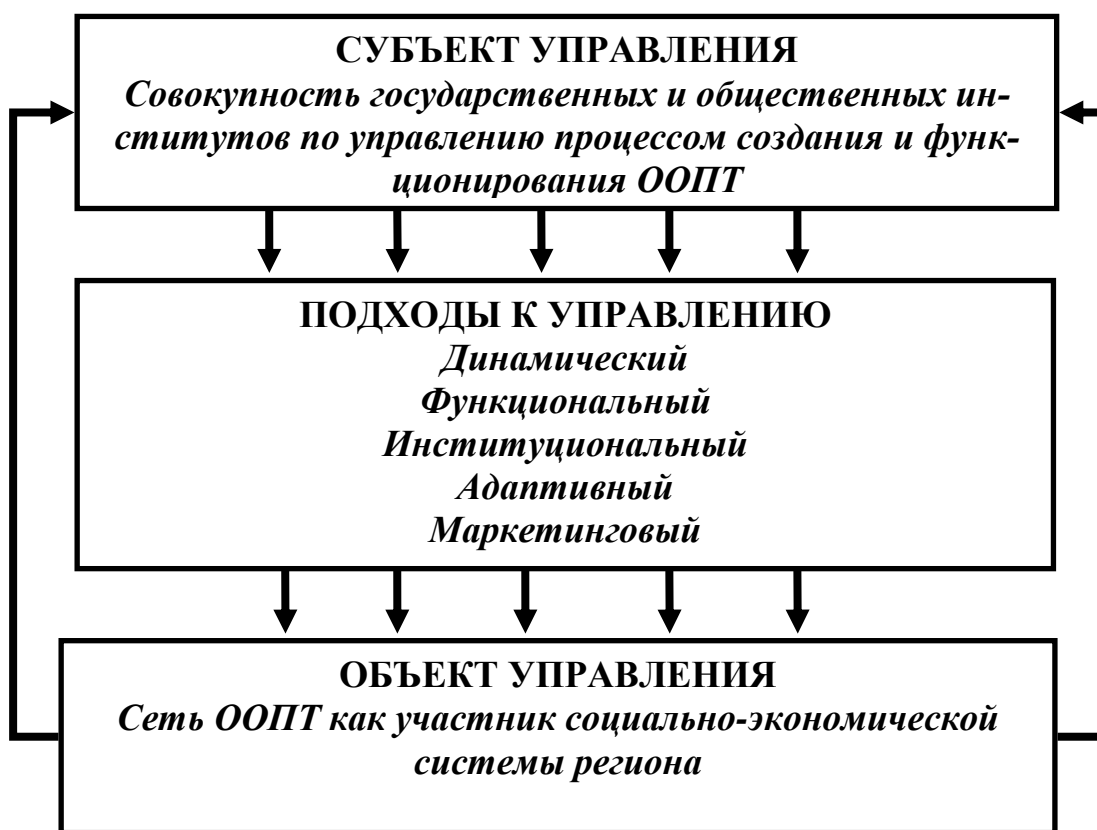 СУБЪЕКТ УПРАВЛЕНИЯ
Совокупность государственных и общественных ин-
ститутов по управлению процессом создания и функ-
ционирования ООПТ
ПОДХОДЫ К УПРАВЛЕНИЮ
Динамический
Функциональный
Институциональный
Адаптивный
Маркетинговый
ОБЪЕКТ УПРАВЛЕНИЯ
Сеть ООПТ как участник социально-экономической
системы региона